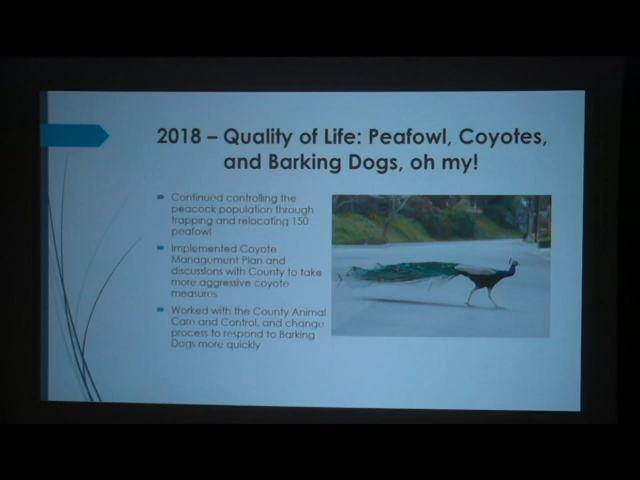 2018 – Quality of Life: Peafowl, Coyotes,
and Barking Dogs, oh my!
Continued controlling the
peacock population through
trapping and relocating 150
peafowl
Implemented Coyote
Management Plan and
discussions with County to take
more aggressive coyote
measures
Worked with the County Animal
Care and Control, and change
process to respond to Barking
Dogs more quickly